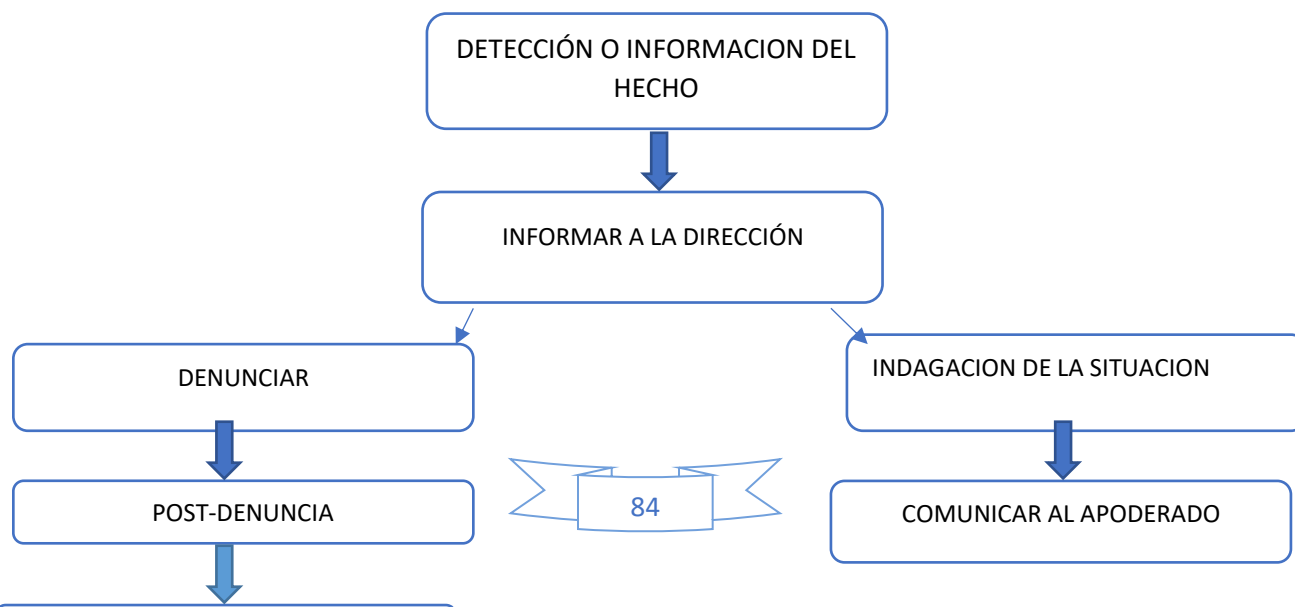 DETECCIÓN O INFORMACION DEL
HECHO
INFORMAR A LA DIRECCIÓN
DENUNCIAR
INDAGACION DE LA SITUACION
POST-DENUNCIA
84
COMUNICAR AL APODERADO